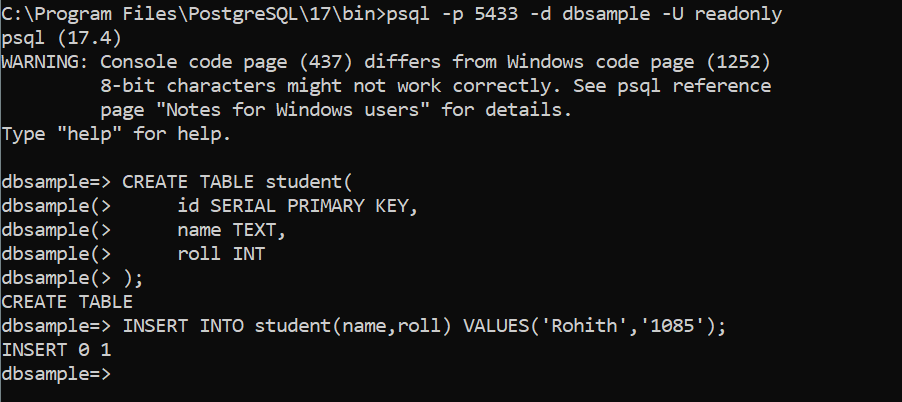 C:\Program Files\PostgreSQL\17\bin>psql -p 5433 -d dbsample -U readonly
psql (17.4)
WARNING: Console code page (437) differs from Windows code page (1252)
         8-bit characters might not work correctly. See psql reference
         page "Notes for Windows users" for details.
Type "help" for help.

dbsample=> CREATE TABLE student(
dbsample(>      id SERIAL PRIMARY KEY,
dbsample(>      name TEXT,
dbsample(>      roll INT
dbsample(> );
CREATE TABLE
dbsample=> INSERT INTO student(name,roll) VALUES('Rohith','1085');
INSERT 0 1
dbsample=>